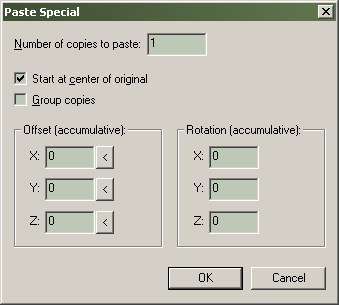 Paste Special
Number of copies to paste: 1
Start at center of original
Group copies
Offset (accumulative): Rotation (accumulative):
X: 0 < X: 0
Y: 0 < Y: 0
Z: 0 < Z: 0
OK Cancel